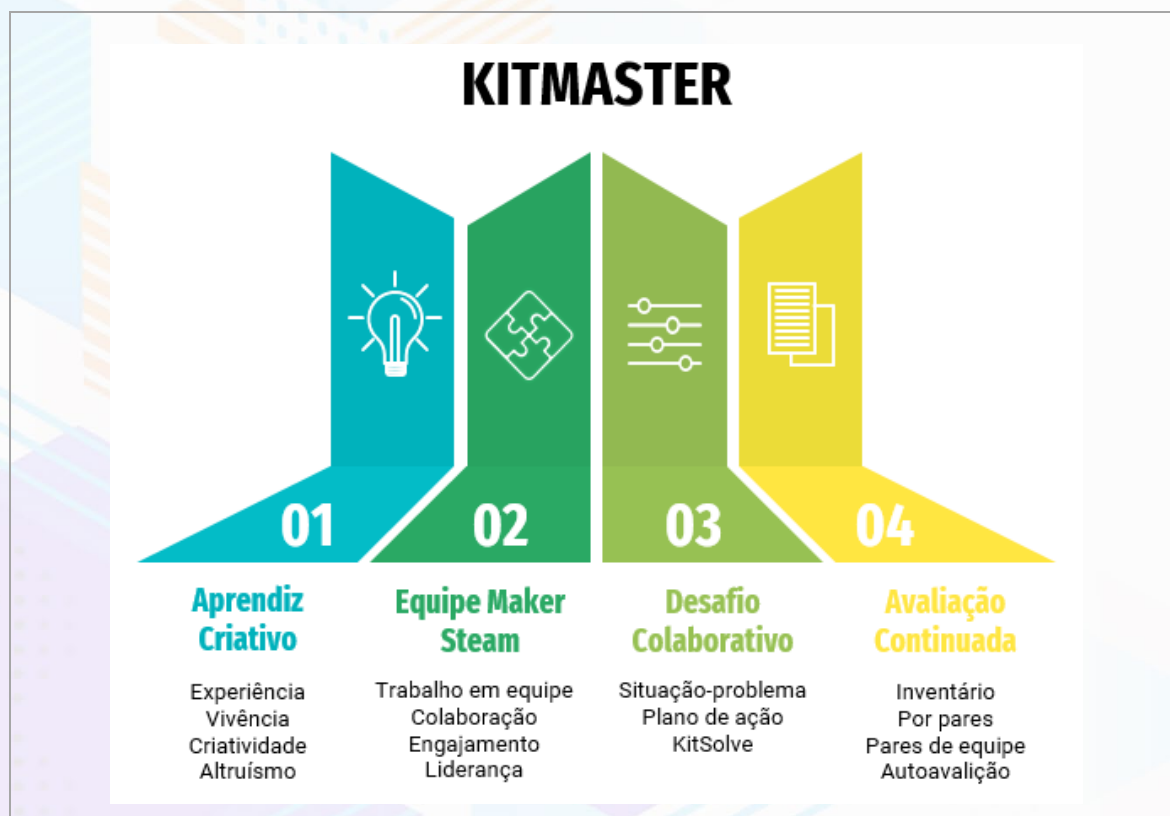 KITMASTER
01
02
03
04
Aprendiz
Criativo
Experiência
Vivência
Criatividade
Altruísmo
Equipe Maker
Steam
Trabalho em equipe
Colaboração
Engajamento
Liderança
Desafio
Colaborativo
Situação-problema
Plano de ação
KitSolve
Avaliação
Continuada
Inventário
Por pares
Pares de equipe
Autoavalição